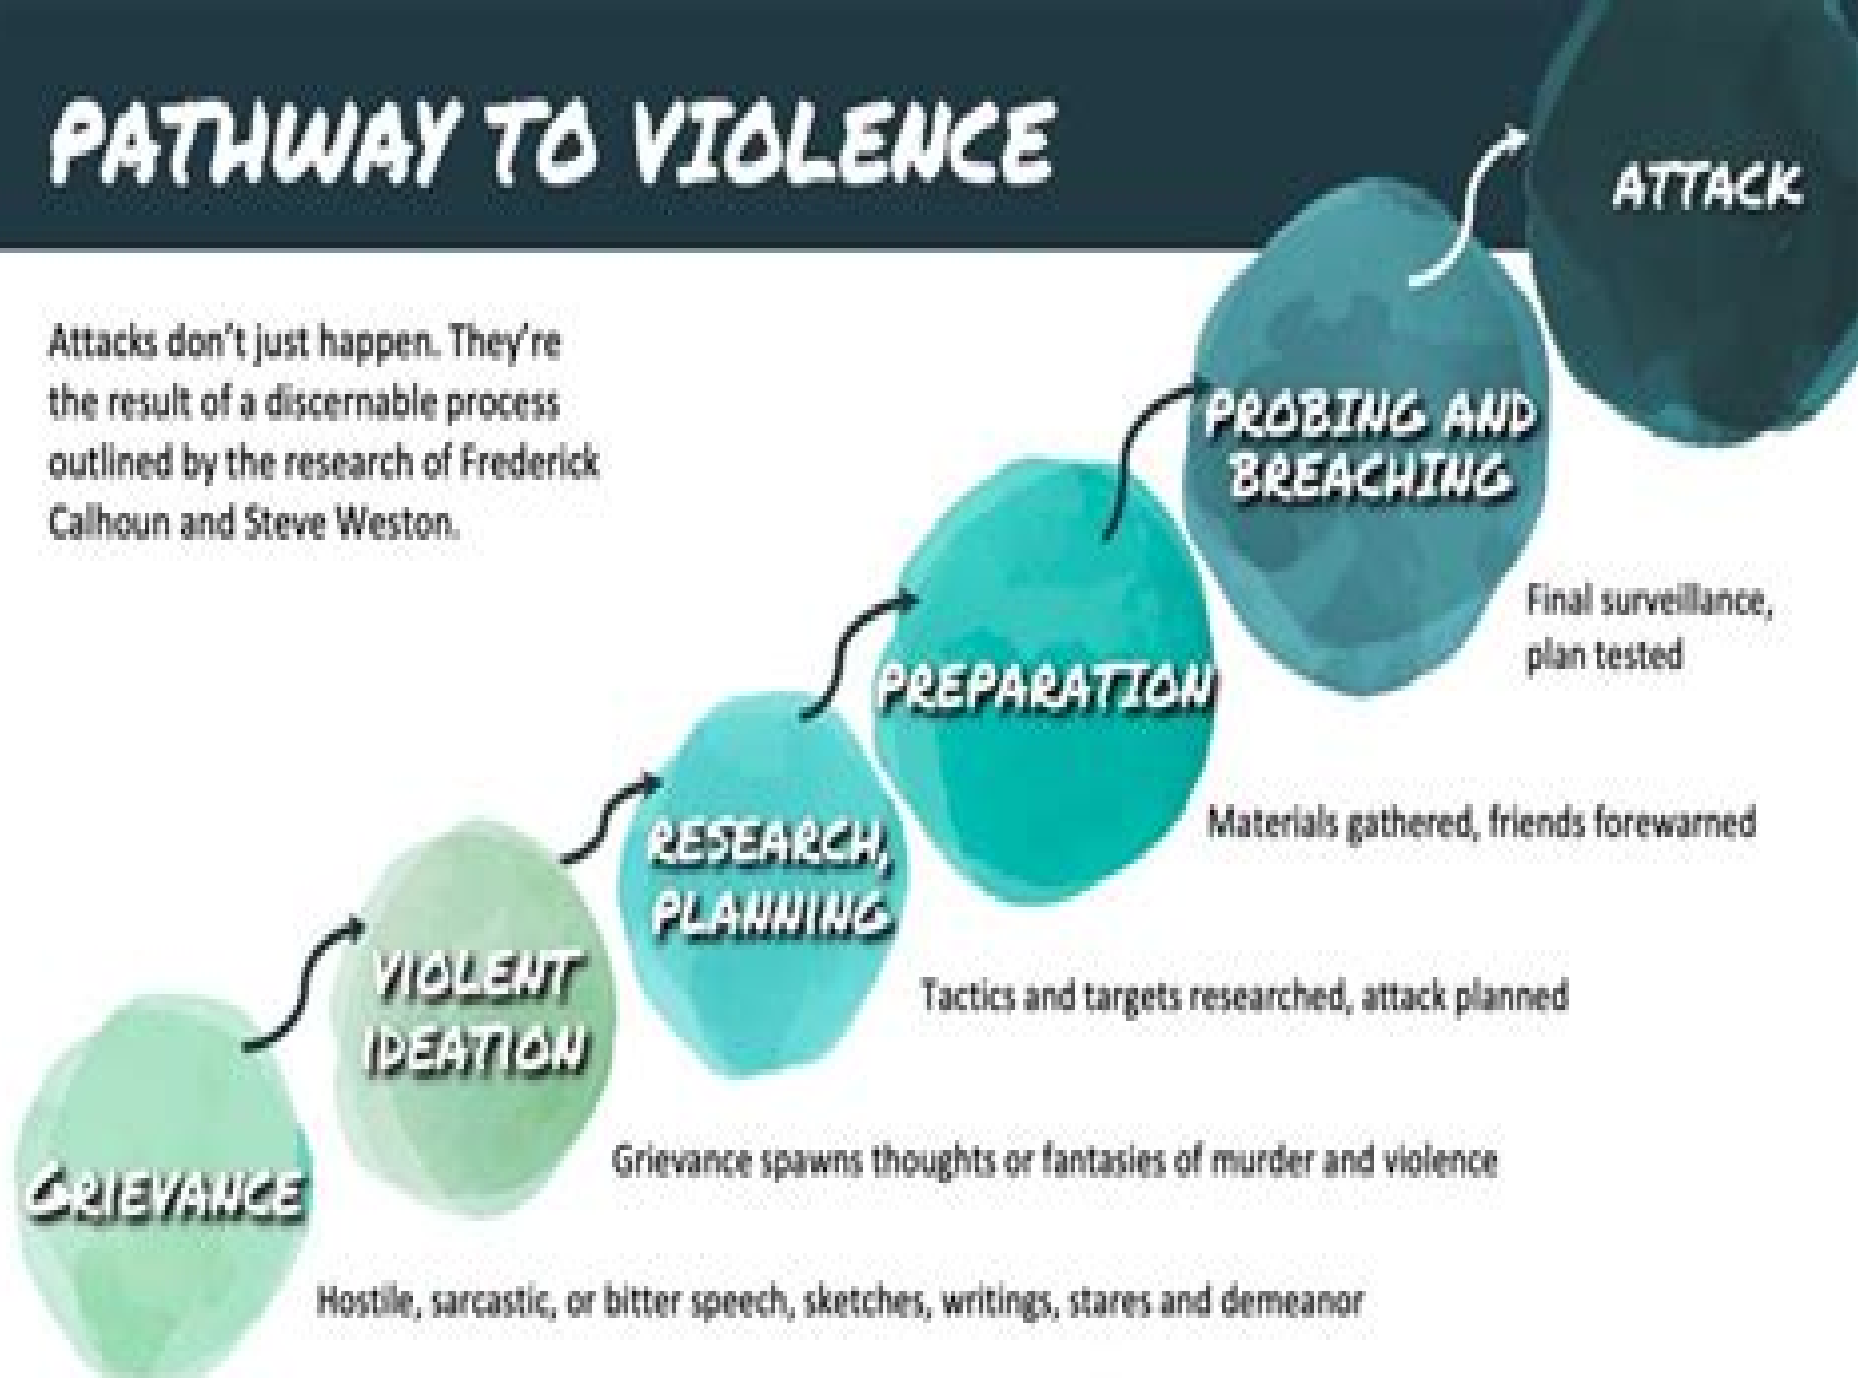 PATHWAY TO VIOLENCE
ATTACK
Attacks don't just happen. They're
the result of a discernable process
outlined by the research of Frederick
Calhoun and Steve Weston.
PROBING AND
BREACHING
Final surveillance,
plan tested
PREPARATION
Materials gathered, friends forewarned
RESEARCH,
PLANNING
Tactics and targets researched, attack planned
VIOLENT
IDEATION
Grievance spawns thoughts or fantasies of murder and violence
GRIEVANCE
Hostile, sarcastic, or bitter speech, sketches, writings, stares and demeanor